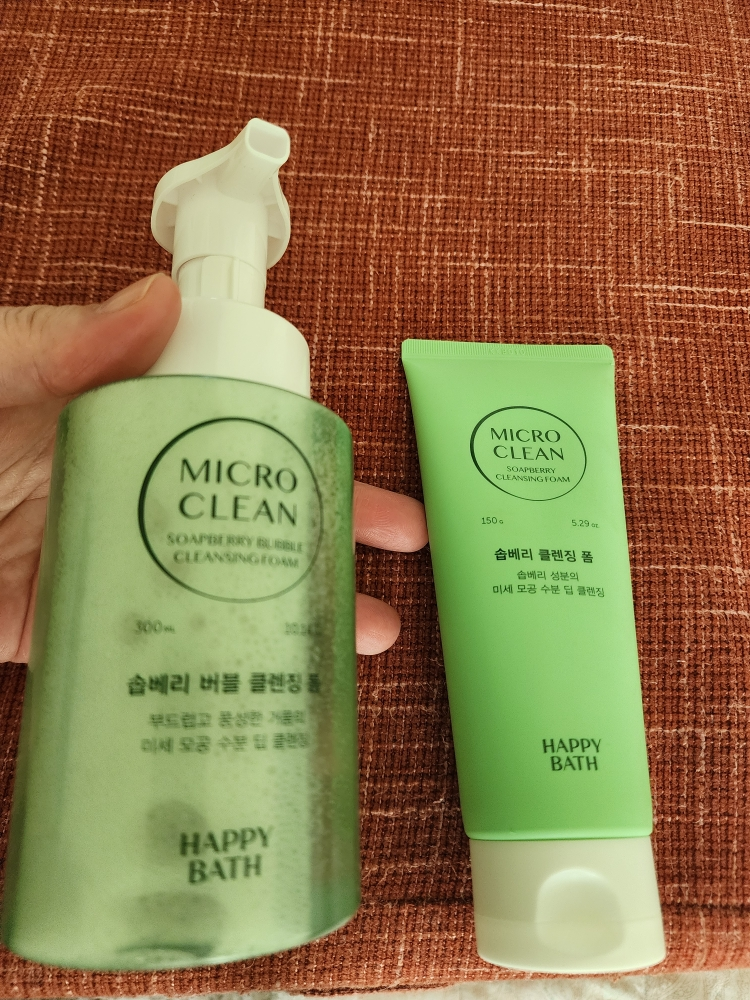 MICRO
CLEAN
SOAPBERRY BUBBLE
CLEANSING FOAM
300 mL
솝베리 버블 클렌징 폼
부드럽고 풍성한 거품의
미세 모공 수분 딥 클렌징
HAPPY
BATH
MICRO
CLEAN
SOAPBERRY
CLEANSING FOAM
150 G 5.29 oz.
솝베리 클렌징 폼
솝베리 성분의
미세 모공 수분 딥 클렌징
HAPPY
BATH